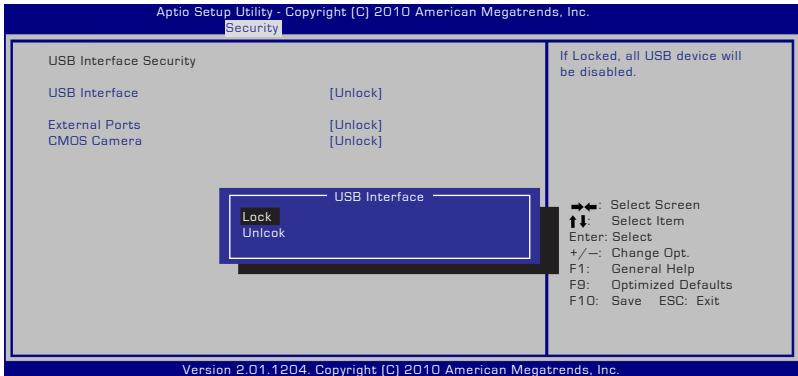 Aptio Setup Utility - Copyright (C) 2010 American Megatrends, Inc.
Security
USB Interface Security
USB Interface [Unlock]
External Ports [Unlock]
CMOS Camera [Unlock]
USB Interface
Lock
Unlcok
If Locked, all USB device will
be disabled.
→←: Select Screen
↑↓: Select Item
Enter: Select
+/—: Change Opt.
F1: General Help
F9: Optimized Defaults
F10: Save ESC: Exit
Version 2.01.1204. Copyright (C) 2010 American Megatrends, Inc.